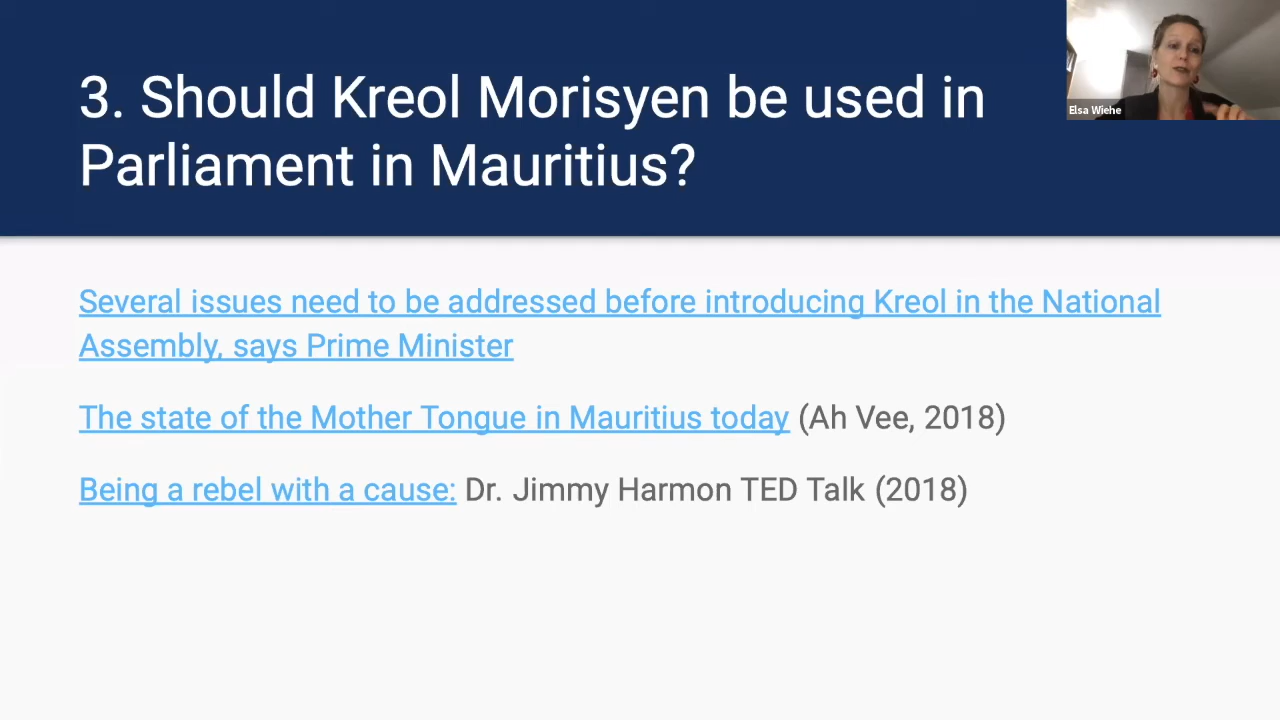 3. Should Kreol Morisyen be used in
Parliament in Mauritius?
Elsa Wiehe
Several issues need to be addressed before introducing Kreol in the National
Assembly, says Prime Minister
The state of the Mother Tongue in Mauritius today (Ah Vee, 2018)
Being a rebel with a cause: Dr. Jimmy Harmon TED Talk (2018)